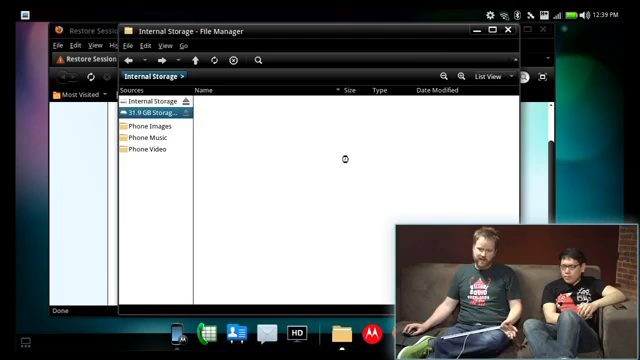 12:39 PM
Restore Session
Internal Storage - File Manager
File Edit View His
File Edit View Go
Restore Session
Internal Storage >
List View
Most Visited
Sources
Name Size Type Date Modified
Internal Storage
31.9 GB Storag...
Phone Images
Phone Music
Phone Video
Done
HD